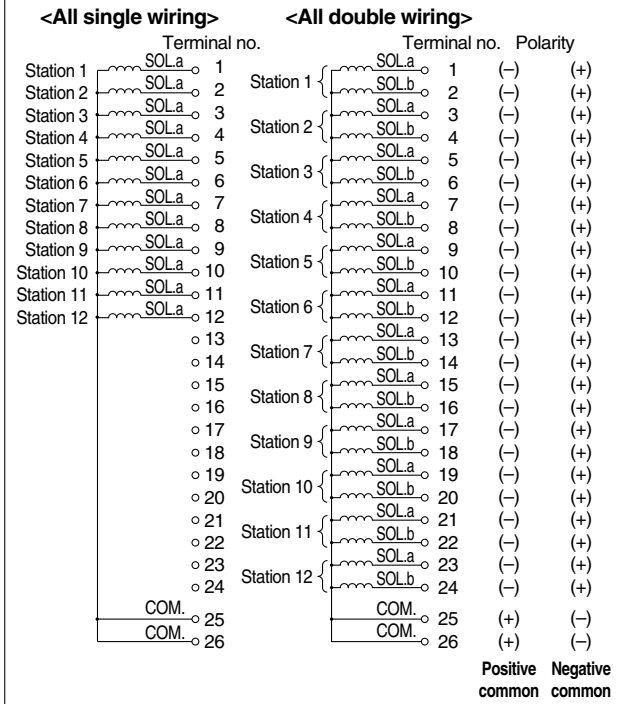 <All single wiring> <All double wiring>
Terminal no. Terminal no. Polarity
Station 1 SOL.a 1 Station 1 SOL.a 1 (–) (+)
Station 2 SOL.a 2 SOL.b 2 (–) (+)
Station 3 SOL.a 3 Station 2 SOL.a 3 (–) (+)
Station 4 SOL.a 4 SOL.b 4 (–) (+)
Station 5 SOL.a 5 Station 3 SOL.a 5 (–) (+)
Station 6 SOL.a 6 SOL.b 6 (–) (+)
Station 7 SOL.a 7 Station 4 SOL.a 7 (–) (+)
Station 8 SOL.a 8 SOL.b 8 (–) (+)
Station 9 SOL.a 9 Station 5 SOL.a 9 (–) (+)
Station 10 SOL.a 10 SOL.b 10 (–) (+)
Station 11 SOL.a 11 Station 6 SOL.a 11 (–) (+)
Station 12 SOL.a 12 SOL.b 12 (–) (+)
13 Station 7 SOL.a 13 (–) (+)
14 SOL.b 14 (–) (+)
15 Station 8 SOL.a 15 (–) (+)
16 SOL.b 16 (–) (+)
17 Station 9 SOL.a 17 (–) (+)
18 SOL.b 18 (–) (+)
19 Station 10 SOL.a 19 (–) (+)
20 SOL.b 20 (–) (+)
21 Station 11 SOL.a 21 (–) (+)
22 SOL.b 22 (–) (+)
23 Station 12 SOL.a 23 (–) (+)
24 SOL.b 24 (–) (+)
COM. 25 COM. 25 (+) (–)
COM. 26 COM. 26 (+) (–)
Positive Negative
common common